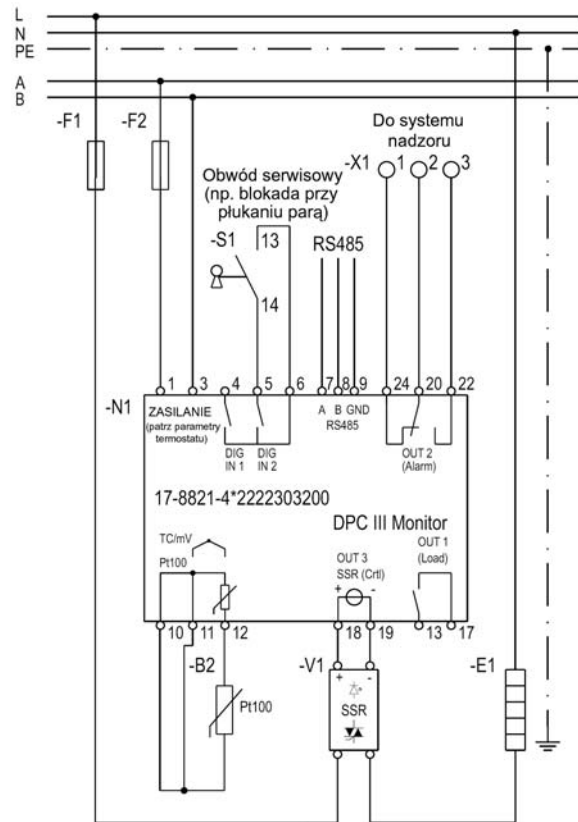 L
N
PE
A
B
-F1 -F2
Do systemu
nadzoru
-X1 1 2 3
Obwód serwisowy
(np. blokada przy
płukaniu parą)
-S1 13
14
RS485
1 3 4 5 6 7 8 9 24 20 22
-N1
ZASILANIE
(patrz parametry
termostatu)
A B GND
RS485
DIG
IN 1
DIG
IN 2
OUT 2
(Alarm)
17-8821-4*2222303200
DPC III Monitor
TC/mV
Pt100
OUT 3
SSR (Crtl)
+ -
OUT 1
(Load)
10 11 12 18 19 13 17
-B2
Pt100
-V1
+ -
SSR
-E1